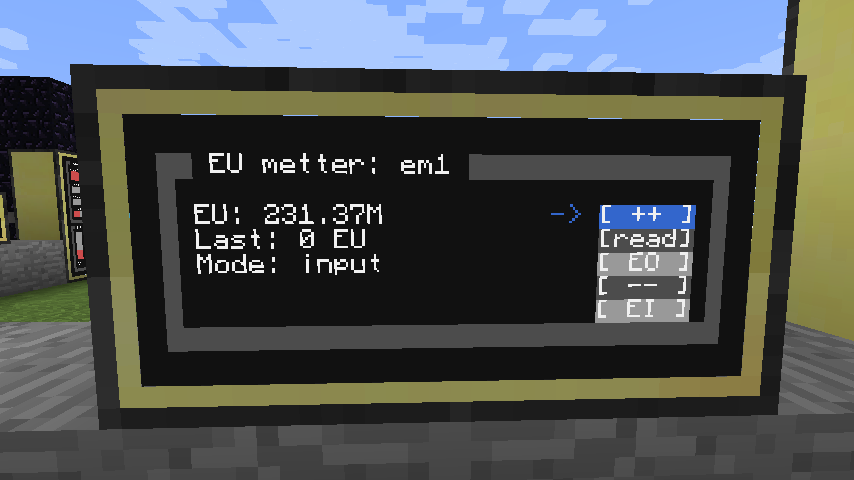 EU metter: em1
EU: 231.37M
Last: 0 EU
Mode: input
-> [ ++ ]
[read]
[ EO ]
[ -- ]
[ EI ]